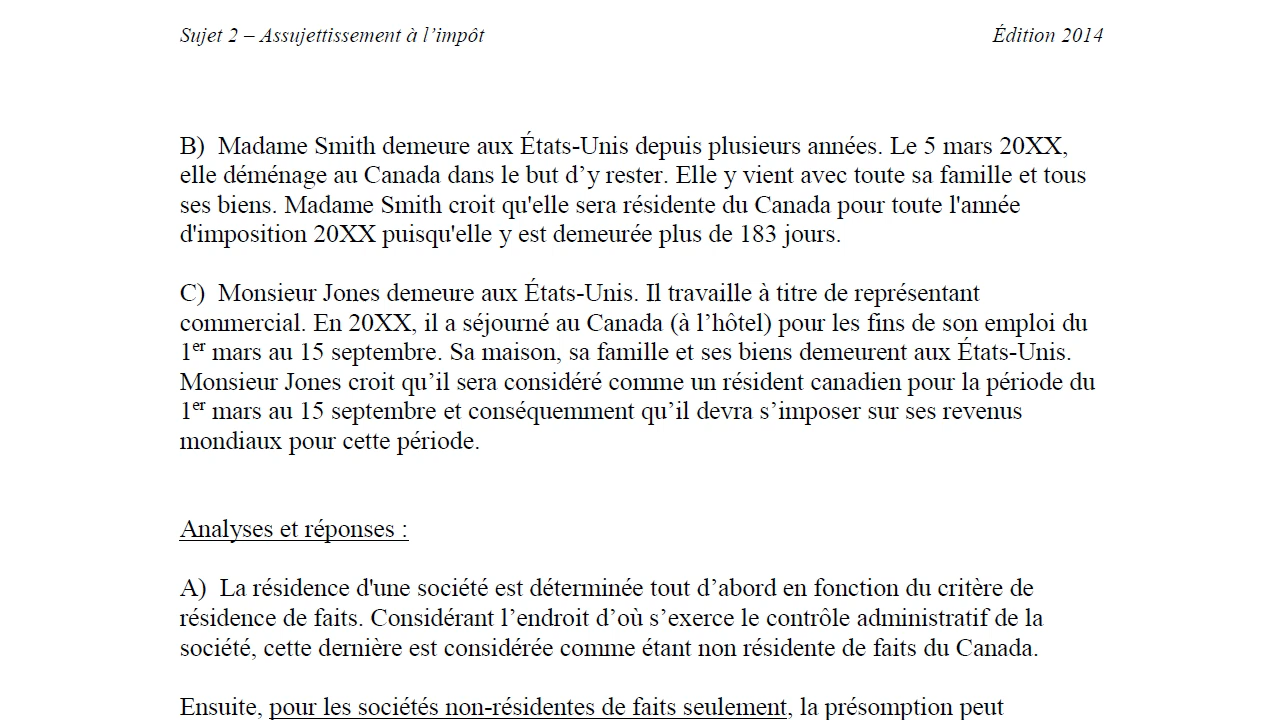 Sujet 2 – Assujettissement à l’impôt
Édition 2014
B) Madame Smith demeure aux États-Unis depuis plusieurs années. Le 5 mars 20XX,
elle déménage au Canada dans le but d’y rester. Elle y vient avec toute sa famille et tous
ses biens. Madame Smith croit qu'elle sera résidente du Canada pour toute l'année
d'imposition 20XX puisqu'elle y est demeurée plus de 183 jours.
C) Monsieur Jones demeure aux États-Unis. Il travaille à titre de représentant
commercial. En 20XX, il a séjourné au Canada (à l’hôtel) pour les fins de son emploi du
1er mars au 15 septembre. Sa maison, sa famille et ses biens demeurent aux États-Unis.
Monsieur Jones croit qu’il sera considéré comme un résident canadien pour la période du
1er mars au 15 septembre et conséquemment qu’il devra s’imposer sur ses revenus
mondiaux pour cette période.
Analyses et réponses :
A) La résidence d'une société est déterminée tout d’abord en fonction du critère de
résidence de faits. Considérant l’endroit d’où s’exerce le contrôle administratif de la
société, cette dernière est considérée comme étant non résidente de faits du Canada.
Ensuite, pour les sociétés non-résidentes de faits seulement, la présomption peut